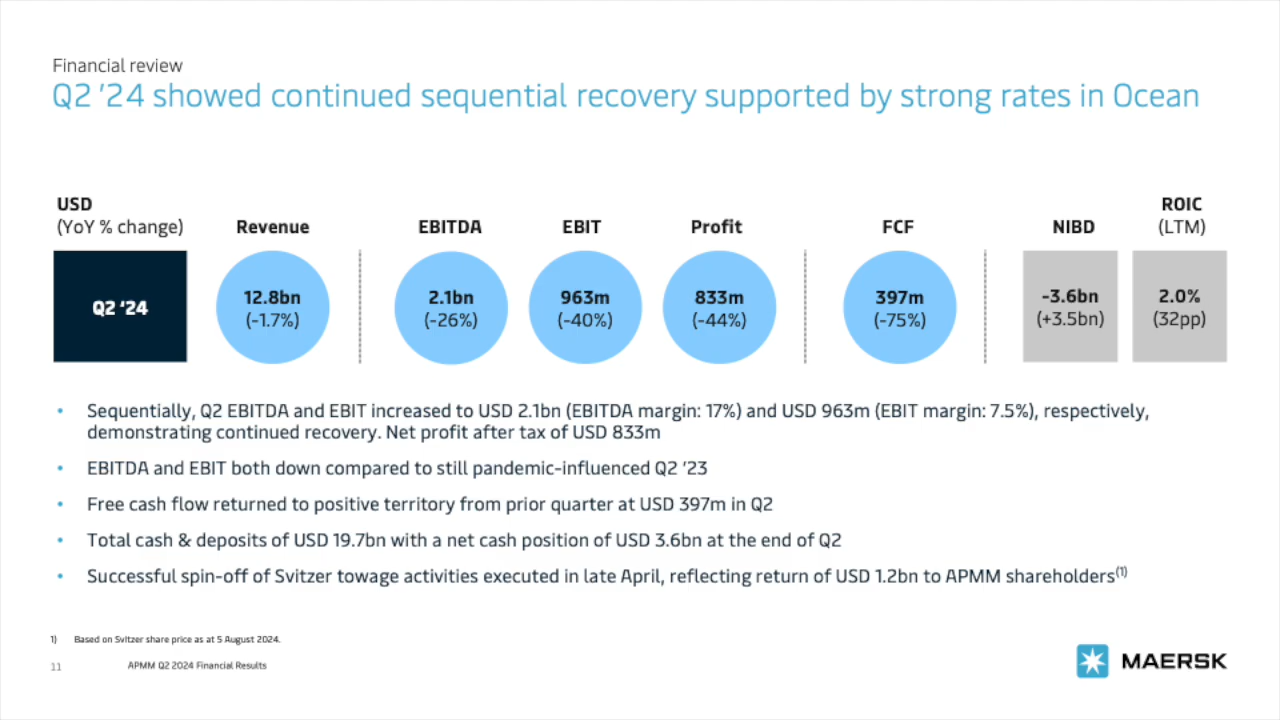 Financial review
Q2 '24 showed continued sequential recovery supported by strong rates in Ocean
USD
(YoY % change)
Revenue
EBITDA
EBIT
Profit
FCF
NIBD
ROIC
(LTM)
Q2 '24
12.8bn
(-1.7%)
2.1bn
(-26%)
963m
(-40%)
833m
(-44%)
397m
(-75%)
-3.6bn
(+3.5bn)
2.0%
(32pp)
• Sequentially, Q2 EBITDA and EBIT increased to USD 2.1bn (EBITDA margin: 17%) and USD 963m (EBIT margin: 7.5%), respectively,
demonstrating continued recovery. Net profit after tax of USD 833m
• EBITDA and EBIT both down compared to still pandemic-influenced Q2 '23
• Free cash flow returned to positive territory from prior quarter at USD 397m in Q2
• Total cash & deposits of USD 19.7bn with a net cash position of USD 3.6bn at the end of Q2
• Successful spin-off of Svitzer towage activities executed in late April, reflecting return of USD 1.2bn to APMM shareholders(1)
1) Based on Svitzer share price as at 5 August 2024.
11 APMM Q2 2024 Financial Results
MAERSK